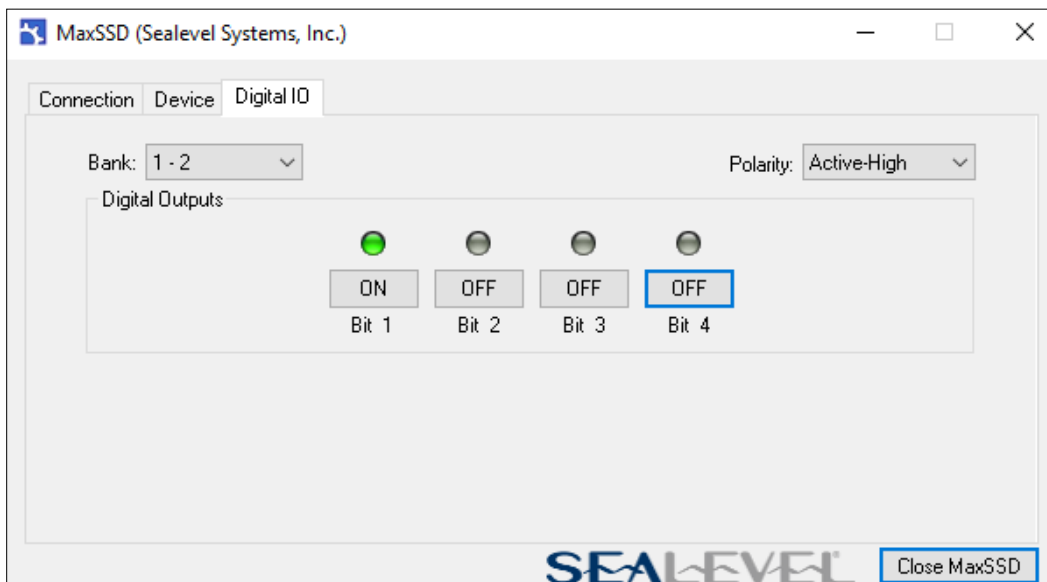 MaxSSD (Sealevel Systems, Inc.)
Connection Device Digital IO
Bank: 1 - 2 Polarity: Active-High
Digital Outputs
ON OFF OFF OFF
Bit 1 Bit 2 Bit 3 Bit 4
SEALEVEL® Close MaxSSD